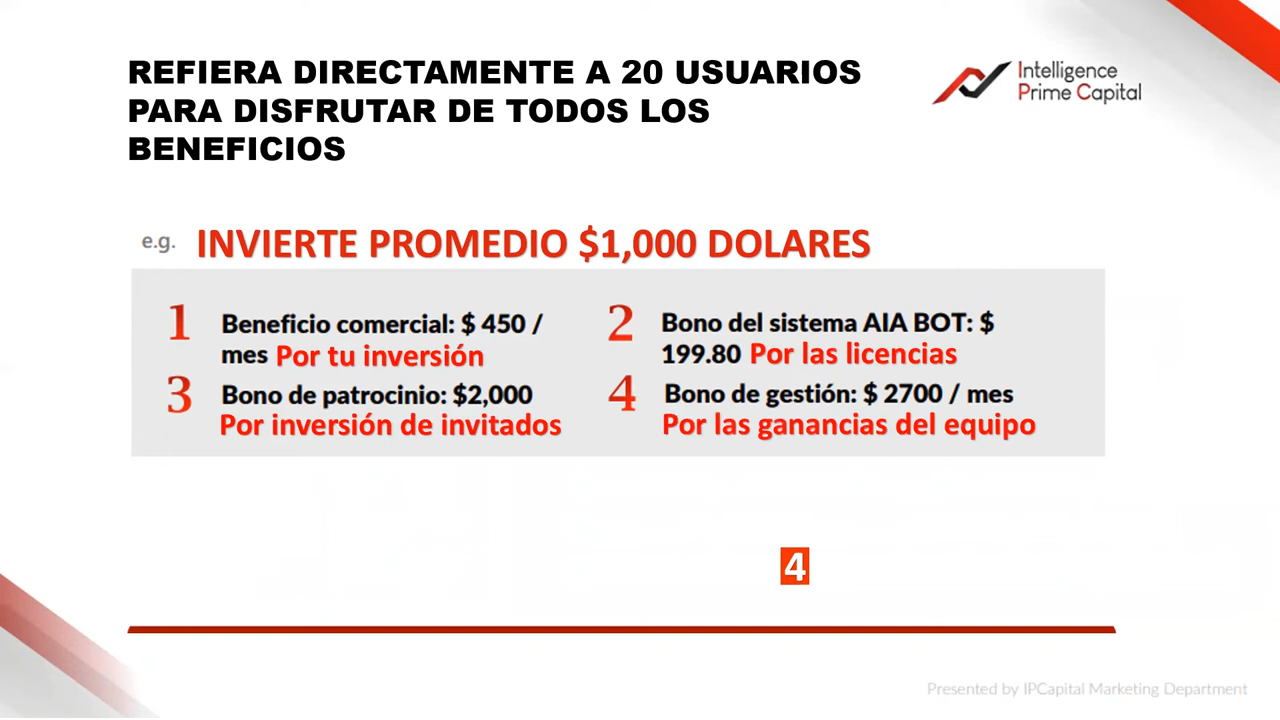 REFIERA DIRECTAMENTE A 20 USUARIOS
PARA DISFRUTAR DE TODOS LOS
BENEFICIOS
Intelligence
Prime Capital
e.g. INVIERTE PROMEDIO $1,000 DOLARES
1 Beneficio comercial: $ 450 /
mes Por tu inversión
2 Bono del sistema AIA BOT: $
199.80 Por las licencias
3 Bono de patrocinio: $2,000
Por inversión de invitados
4 Bono de gestión: $ 2700 / mes
Por las ganancias del equipo
4
Presented by IPCapital Marketing Department